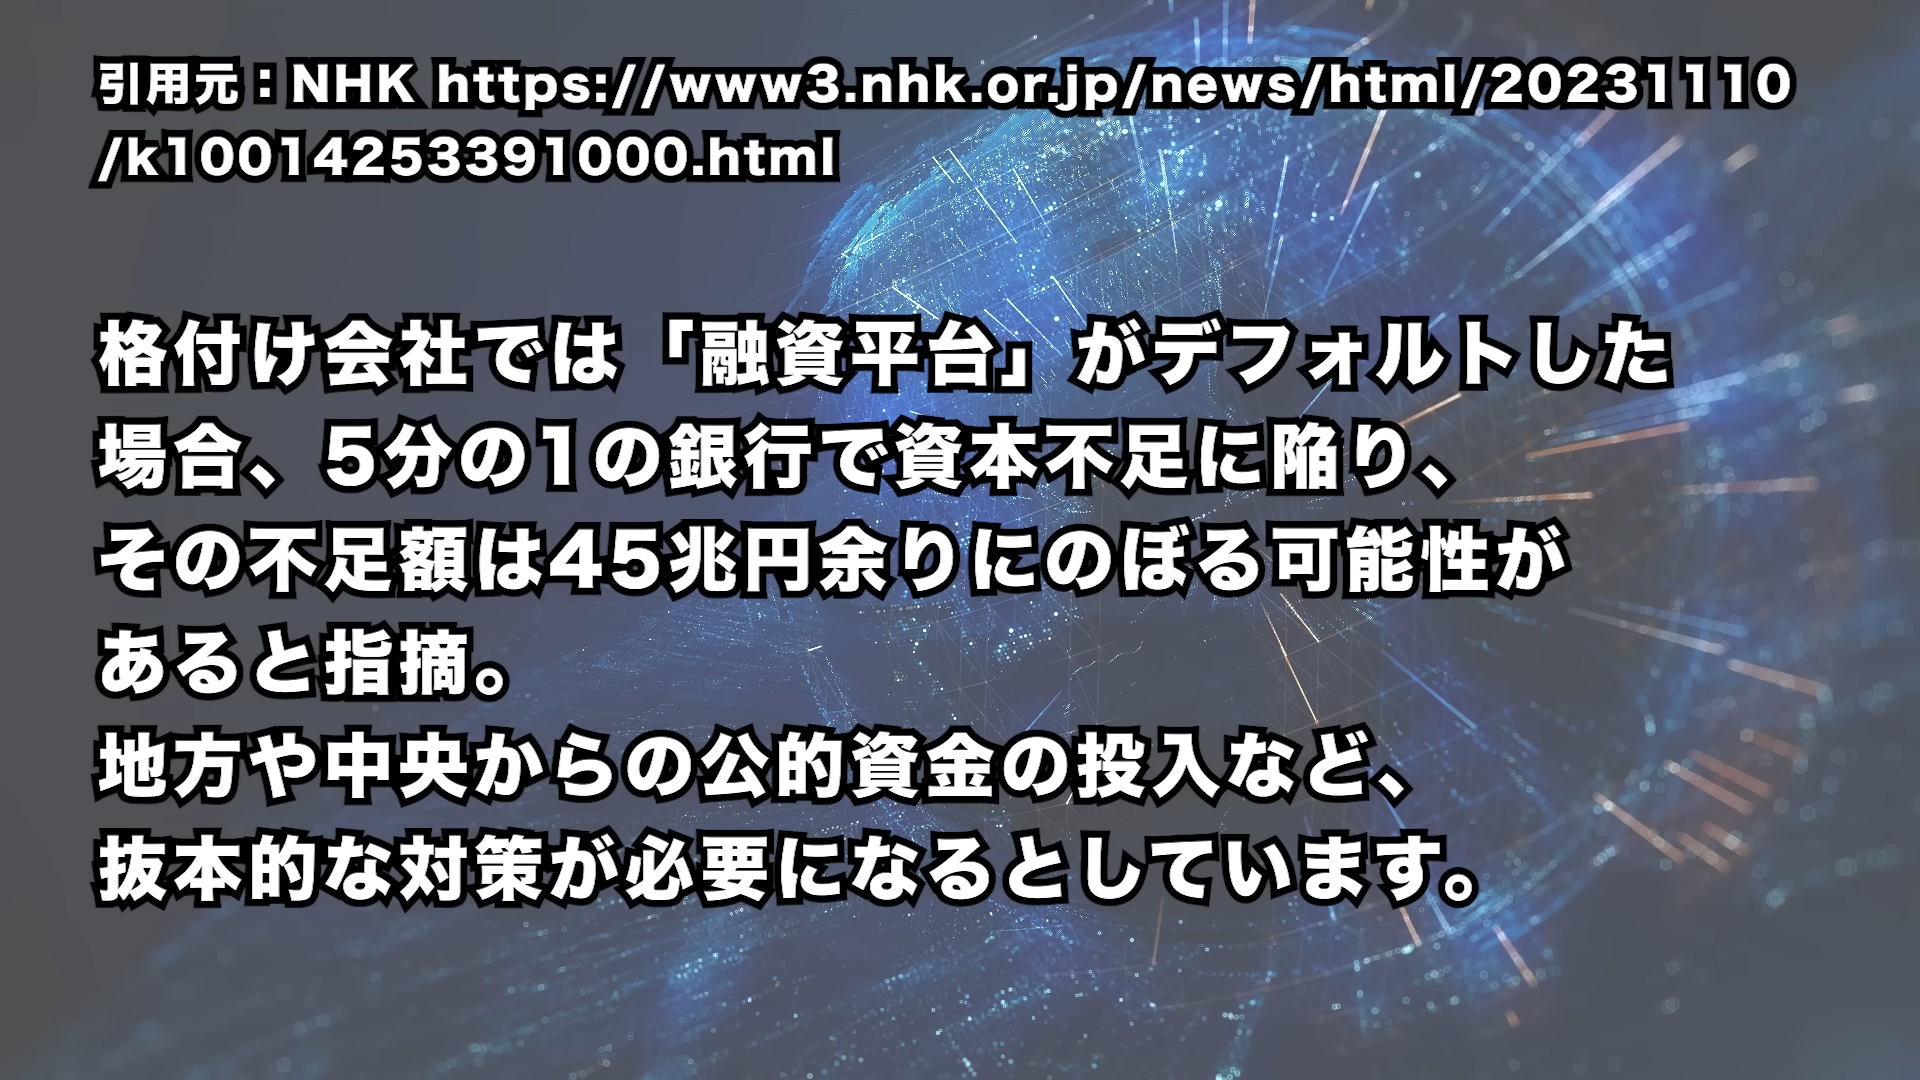 引用元：NHK https://www3.nhk.or.jp/news/html/20231110
/k10014253391000.html
格付け会社では「融資平台」がデフォルトした
場合、5分の1の銀行で資本不足に陥り、
その不足額は45兆円余りにのぼる可能性が
あると指摘。
地方や中央からの公的資金の投入など、
抜本的な対策が必要になるとしています。